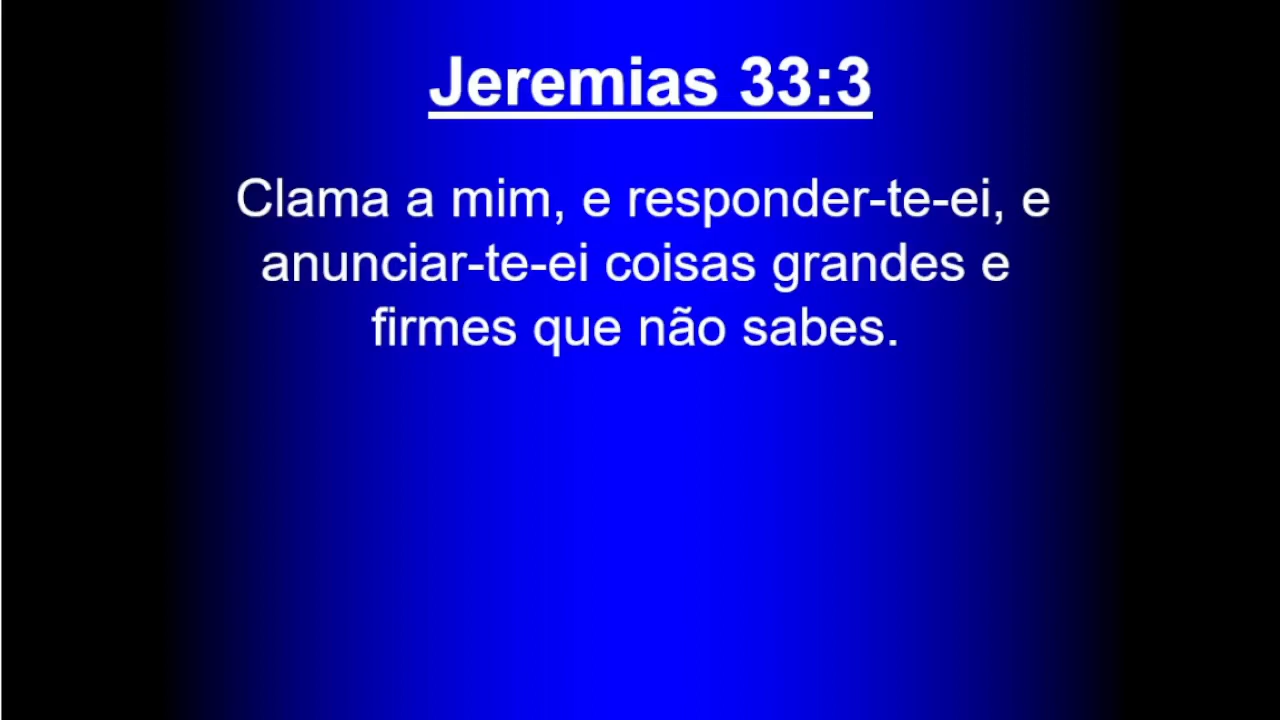 Jeremias 33:3
Clama a mim, e responder-te-ei, e
anunciar-te-ei coisas grandes e
firmes que não sabes.